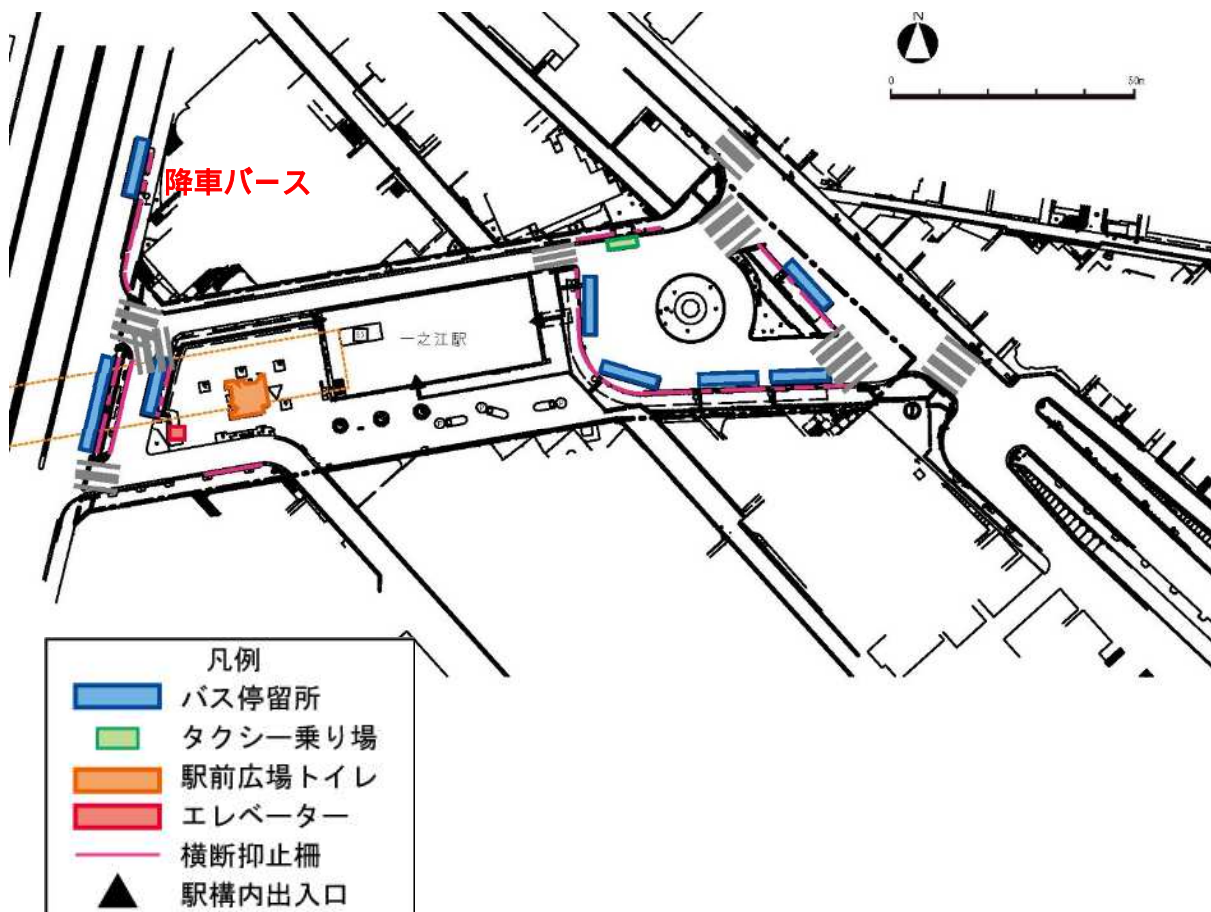 N
0
50m
降車バース
一之江駅
凡例
バス停留所
タクシー乗り場
駅前広場トイレ
エレベーター
横断抑止柵
駅構内出入口